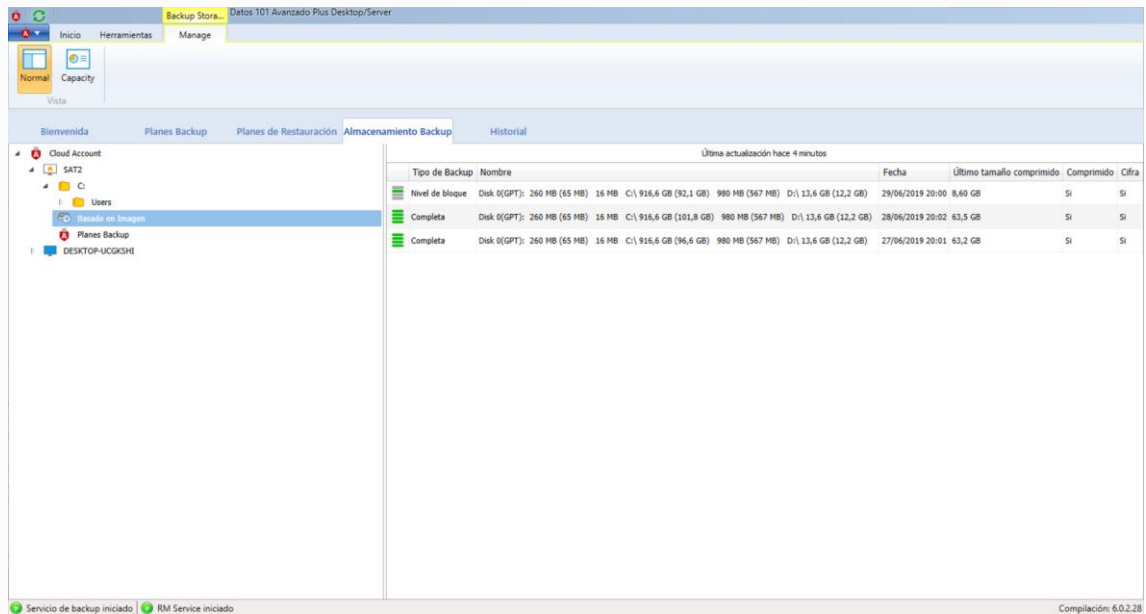 Backup Stora... Datos 101 Avanzado Plus Desktop/Server
Inicio Herramientas Manage
Normal Capacity
Vista
Bienvenida Planes Backup Planes de Restauración Almacenamiento Backup Historial
Cloud Account
SAT2
C:
Users
Basado en Imagen
Planes Backup
DESKTOP-UCGKSHI
Última actualización hace 4 minutos
Tipo de Backup Nombre Fecha Último tamaño comprimido Comprimido Cifra
Nivel de bloque Disk 0(GPT): 260 MB (65 MB) 16 MB C:\ 916,6 GB (92,1 GB) 980 MB (567 MB) D:\ 13,6 GB (12,2 GB) 29/06/2019 20:00 8,60 GB Si Si
Completa Disk 0(GPT): 260 MB (65 MB) 16 MB C:\ 916,6 GB (101,8 GB) 980 MB (567 MB) D:\ 13,6 GB (12,2 GB) 28/06/2019 20:02 63,5 GB Si Si
Completa Disk 0(GPT): 260 MB (65 MB) 16 MB C:\ 916,6 GB (96,6 GB) 980 MB (567 MB) D:\ 13,6 GB (12,2 GB) 27/06/2019 20:01 63,2 GB Si Si
Servicio de backup iniciado RM Service iniciado Compilación: 6.0.2.28